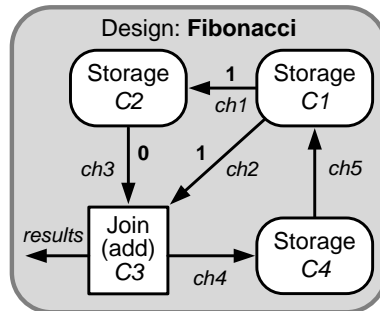 Design: Fibonacci
Storage
C2
1
ch1
Storage
C1
ch3
0
1
ch2
ch5
results
Join
(add)
C3
ch4
Storage
C4